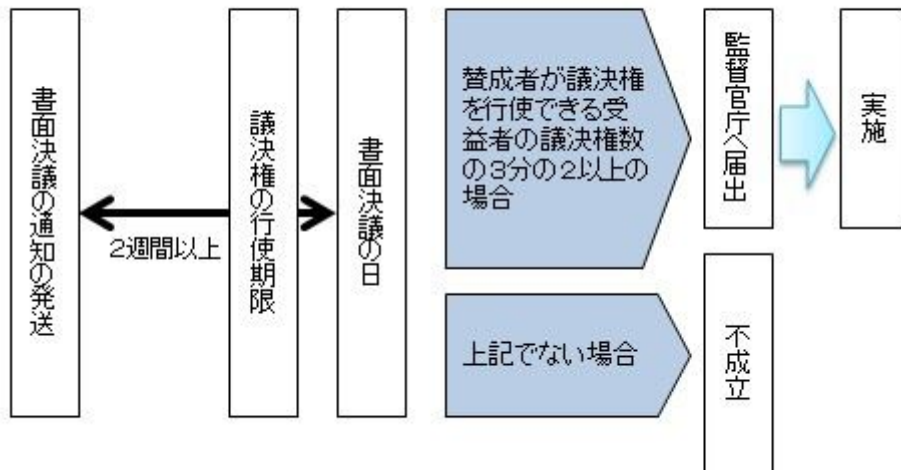 書面決議の通知の発送
2週間以上
議決権の行使期限
書面決議の日
賛成者が議決権
を行使できる受
益者の議決権数
の3分の2以上の
場合
監督官庁へ届出
実施
上記でない場合
不成立